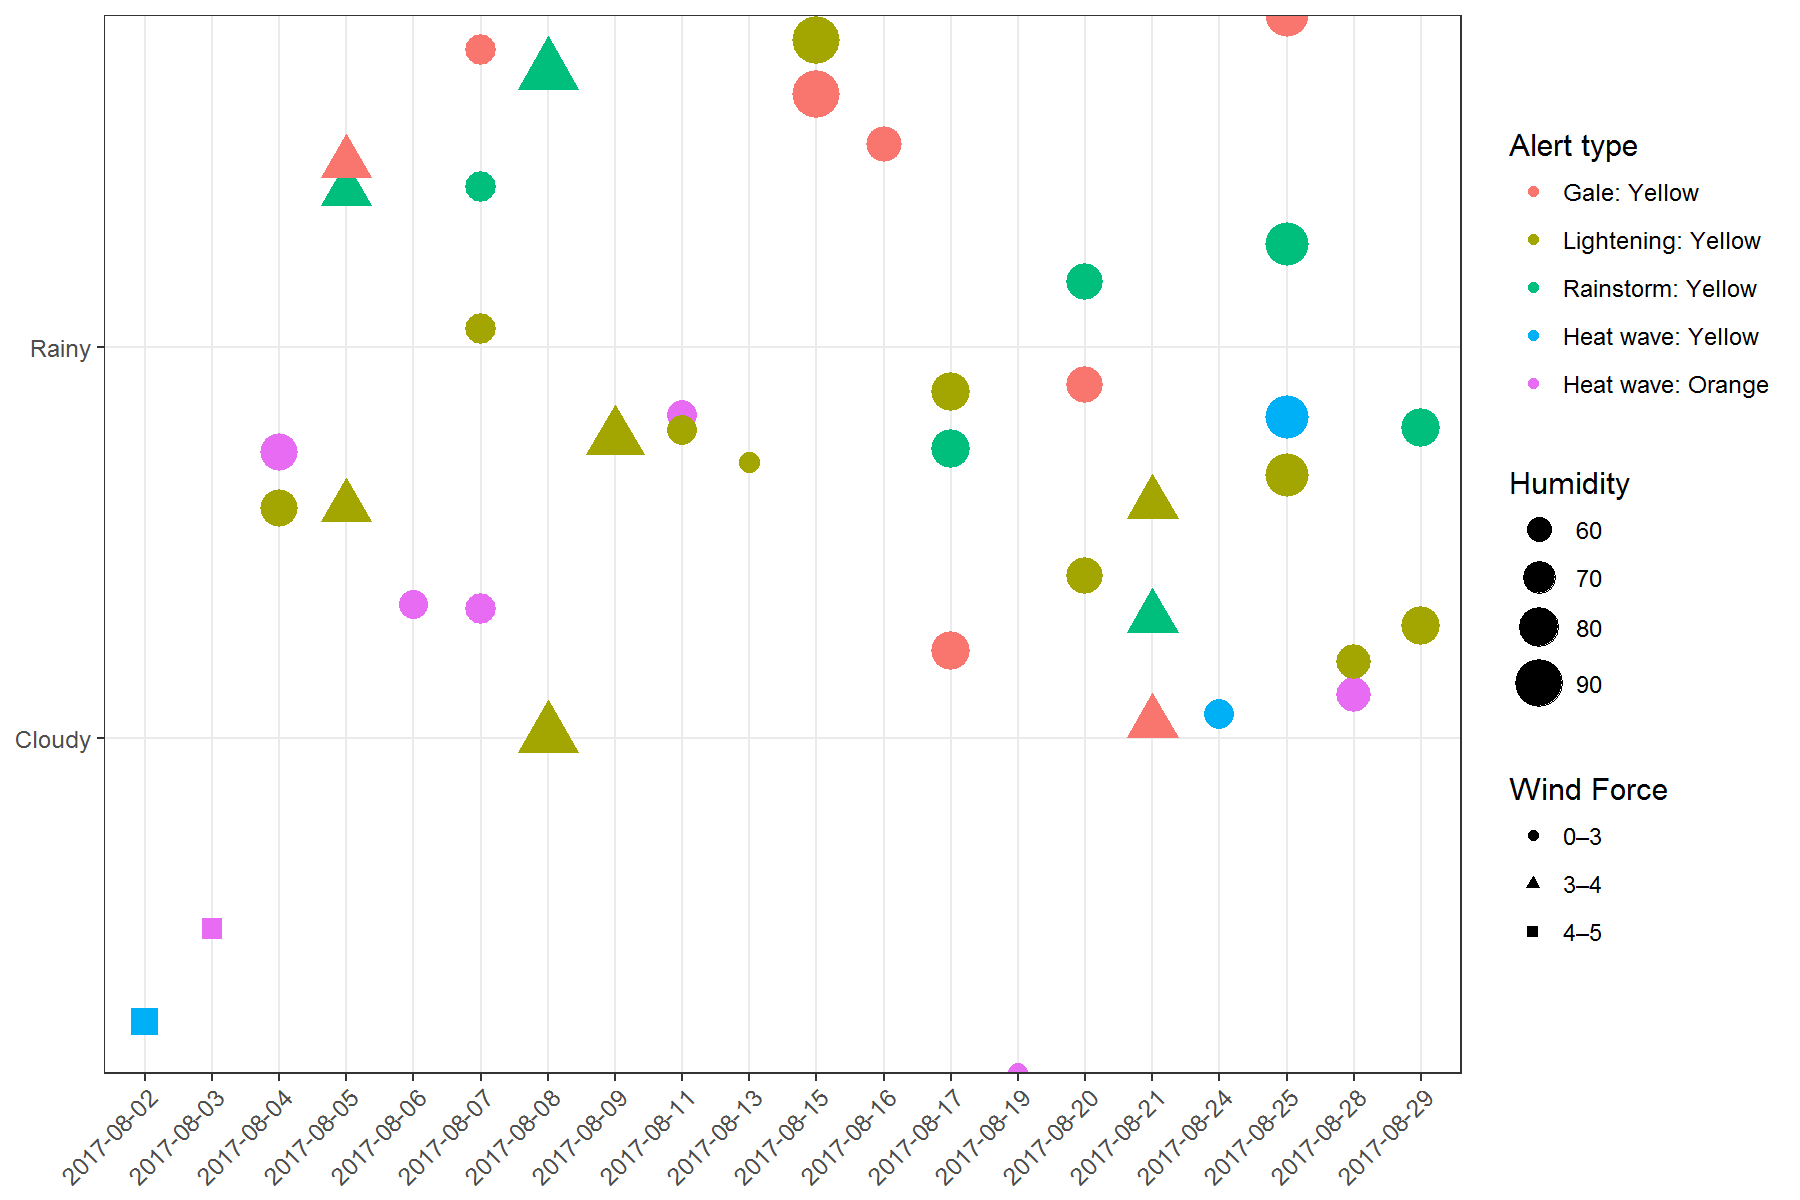 Rainy
Cloudy
2017-08-02
2017-08-03
2017-08-04
2017-08-05
2017-08-06
2017-08-07
2017-08-08
2017-08-09
2017-08-11
2017-08-13
2017-08-15
2017-08-16
2017-08-17
2017-08-19
2017-08-20
2017-08-21
2017-08-24
2017-08-25
2017-08-28
2017-08-29
Alert type
Gale: Yellow
Lightening: Yellow
Rainstorm: Yellow
Heat wave: Yellow
Heat wave: Orange
Humidity
60
70
80
90
Wind Force
0–3
3–4
4–5